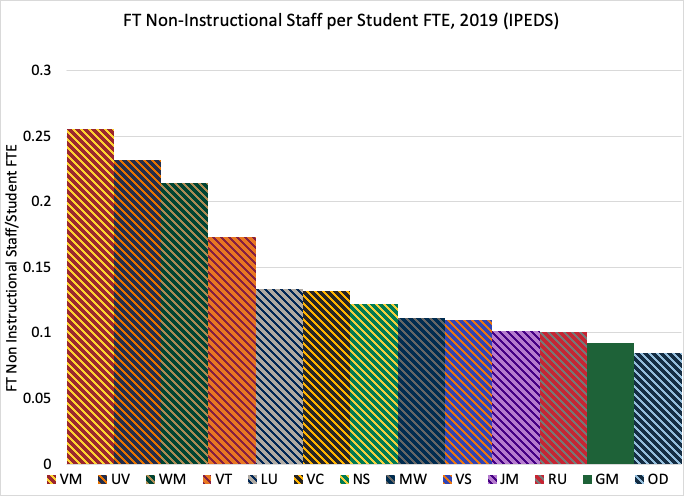 FT Non-Instructional Staff per Student FTE, 2019 (IPEDS)
FT Non Instructional Staff/Student FTE
0.3
0.25
0.2
0.15
0.1
0.05
0
VM UV WM VT LU VC NS MW VS JM RU GM OD